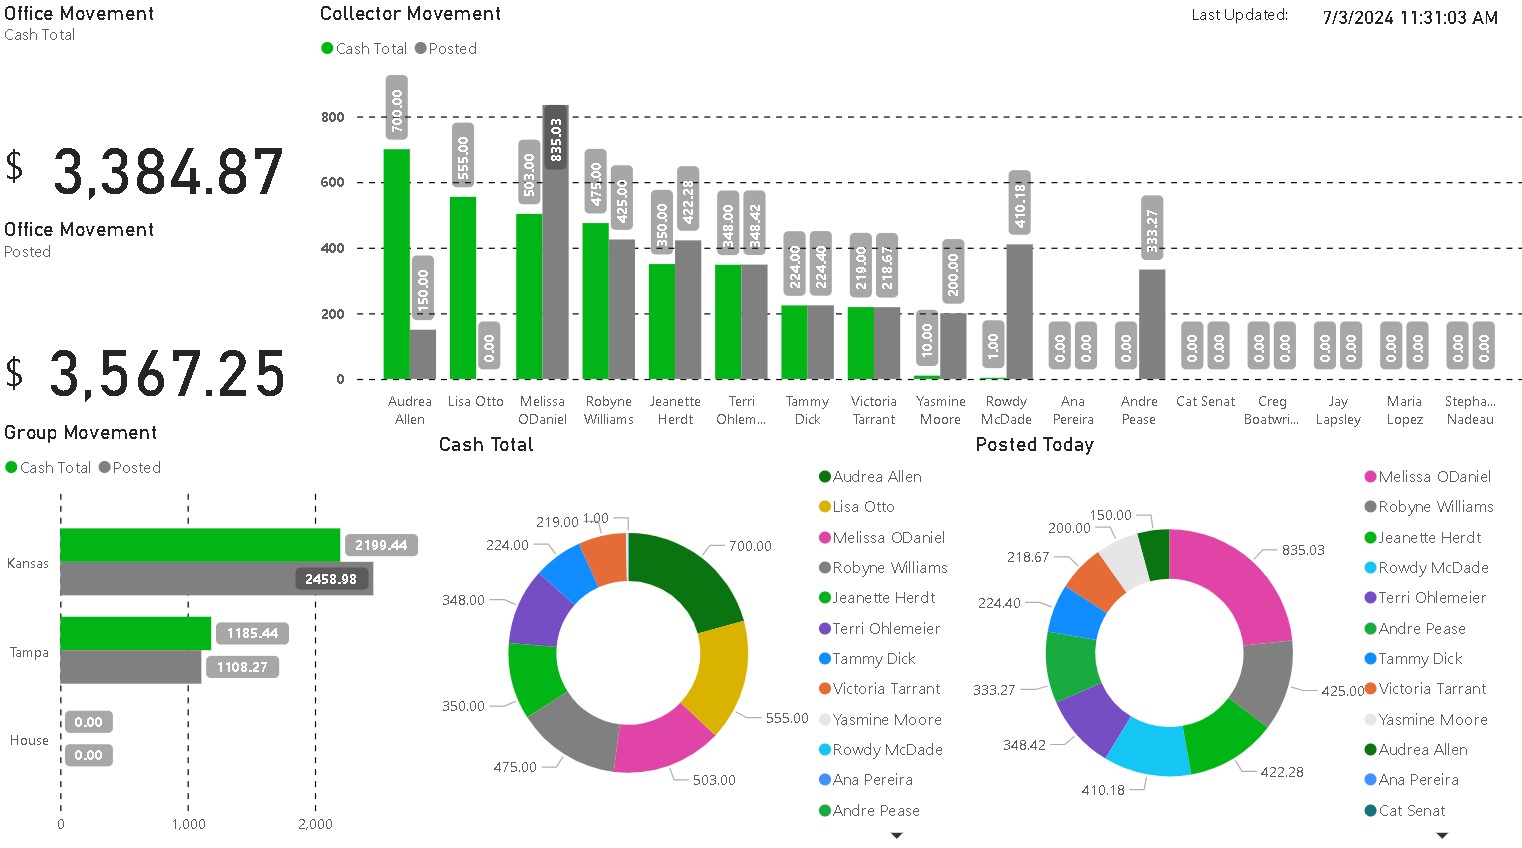 Office Movement
Cash Total
$ 3,384.87
Office Movement
Posted
$ 3,567.25
Collector Movement
Cash Total Posted
Last Updated: 7/3/2024 11:31:03 AM
800
600
400
200
0
700.00
150.00
555.00
0.00
503.00
835.03
475.00
425.00
350.00
422.28
348.00
348.42
224.00
224.40
219.00
218.67
10.00
200.00
1.00
410.18
0.00
0.00
0.00
333.27
0.00
0.00
0.00
0.00
0.00
0.00
0.00
0.00
0.00
0.00
Audrea
Allen
Lisa Otto
Melissa
ODaniel
Robyne
Williams
Jeanette
Herdt
Terri
Ohlem...
Tammy
Dick
Victoria
Tarrant
Yasmine
Moore
Rowdy
McDade
Ana
Pereira
Andre
Pease
Cat Senat
Creg
Boatwri...
Jay
Lapsley
Maria
Lopez
Stepha...
Nadeau
Group Movement
Cash Total Posted
Kansas
2199.44
2458.98
Tampa
1185.44
1108.27
House
0.00
0.00
0
1,000
2,000
Cash Total
700.00
555.00
503.00
475.00
350.00
348.00
224.00
219.00
1.00
Audrea Allen
Lisa Otto
Melissa ODaniel
Robyne Williams
Jeanette Herdt
Terri Ohlemeier
Tammy Dick
Victoria Tarrant
Yasmine Moore
Rowdy McDade
Ana Pereira
Andre Pease
Posted Today
835.03
425.00
422.28
410.18
348.42
333.27
224.40
218.67
200.00
150.00
Melissa ODaniel
Robyne Williams
Jeanette Herdt
Rowdy McDade
Terri Ohlemeier
Andre Pease
Tammy Dick
Victoria Tarrant
Yasmine Moore
Audrea Allen
Ana Pereira
Cat Senat